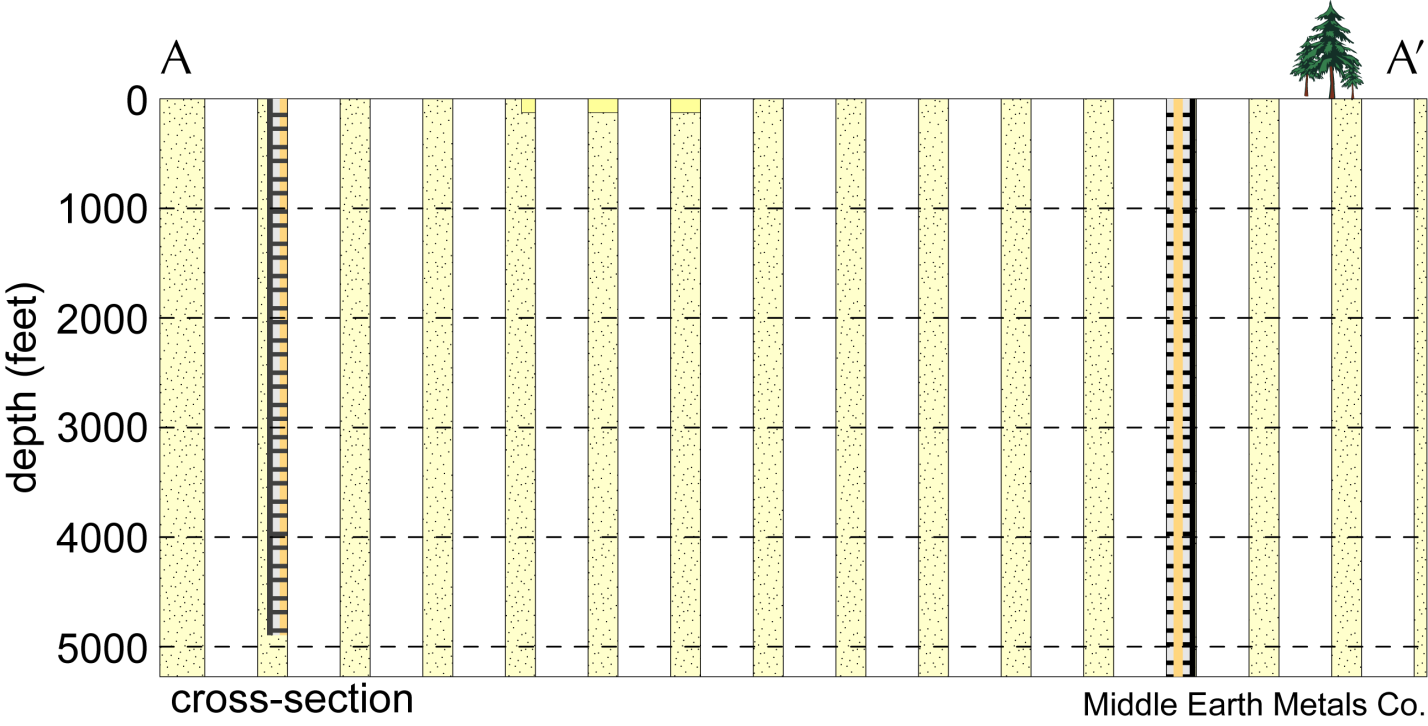 A A′
0
1000
2000
3000
4000
5000
depth (feet)
cross-section
Middle Earth Metals Co.